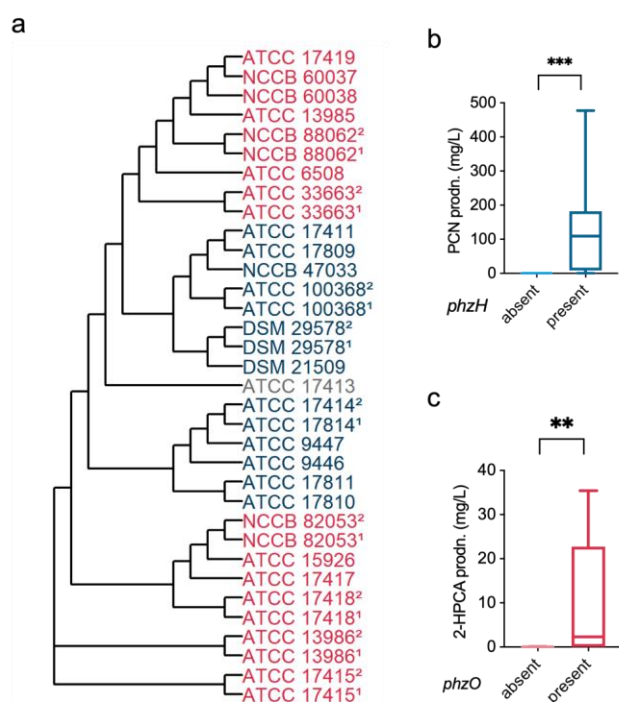 a
ATCC 17419
NCCB 60037
NCCB 60038
ATCC 13985
NCCB 88062²
NCCB 88062¹
ATCC 6508
ATCC 33663²
ATCC 33663¹
ATCC 17411
ATCC 17809
NCCB 47033
ATCC 100368²
ATCC 100368¹
DSM 29578²
DSM 29578¹
DSM 21509
ATCC 17413
ATCC 17414²
ATCC 17814¹
ATCC 9447
ATCC 9446
ATCC 17811
ATCC 17810
NCCB 82053²
NCCB 82053¹
ATCC 15926
ATCC 17417
ATCC 17418²
ATCC 17418¹
ATCC 13986²
ATCC 13986¹
ATCC 17415²
ATCC 17415¹
b
***
PCN prodn. (mg/L)
500
400
300
200
100
0
phzH
absent
present
c
**
2-HPCA prodn. (mg/L)
40
30
20
10
0
phzO
absent
present